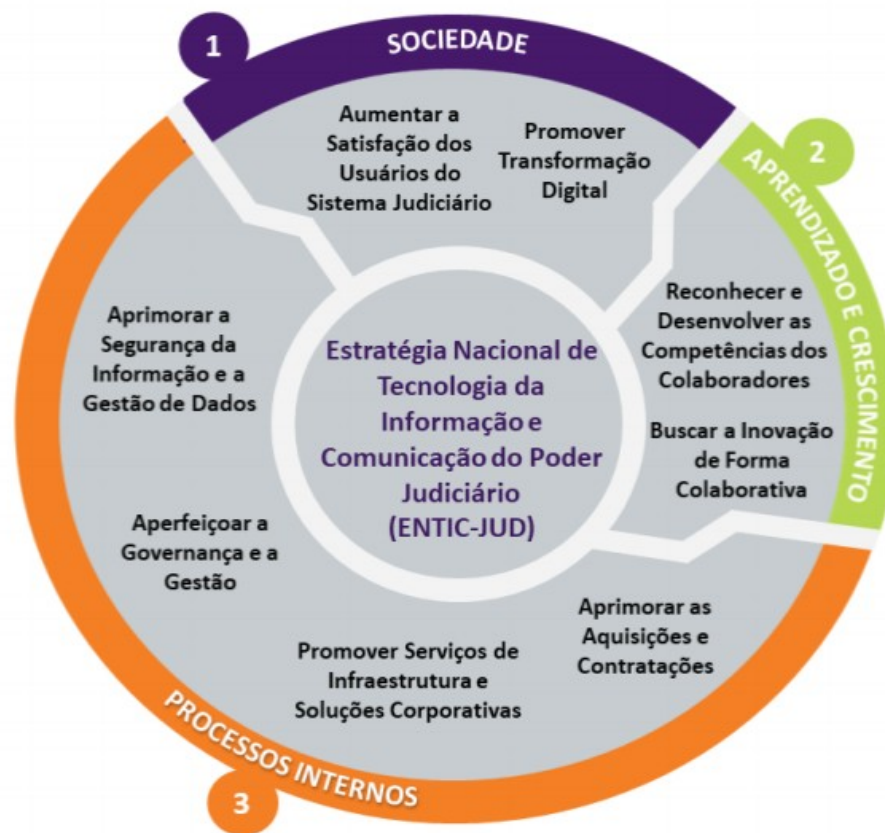 1
SOCIEDADE
Aumentar a
Satisfação dos
Usuários do
Sistema Judiciário
Promover
Transformação
Digital
2
APRENDIZADO E CRESCIMENTO
Reconhecer e
Desenvolver as
Competências dos
Colaboradores
Buscar a Inovação
de Forma
Colaborativa
Estratégia Nacional de
Tecnologia da
Informação e
Comunicação do Poder
Judiciário
(ENTIC-JUD)
Aprimorar a
Segurança da
Informação e a
Gestão de Dados
Aperfeiçoar a
Governança e a
Gestão
Promover Serviços de
Infraestrutura e
Soluções Corporativas
Aprimorar as
Aquisições e
Contratações
PROCESSOS INTERNOS
3